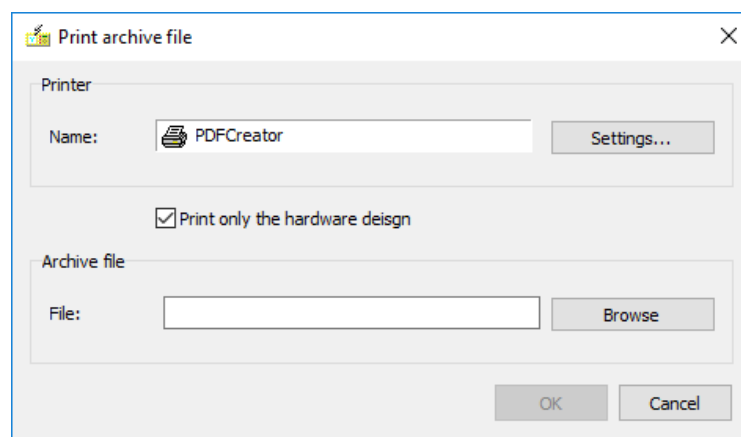 Print archive file
Printer
Name:
PDFCreator
Settings...
Print only the hardware deisgn
Archive file
File:
Browse
OK
Cancel